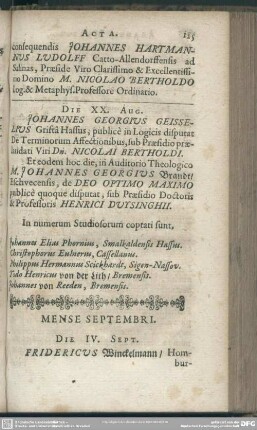 ACTA. 125
consequendis JOHANNES HARTMAN-
NUS LUDOLFF Catto-Allendorffensis ad
Salinas, Præside Viro Clarissimo & Excellentissi-
mo Domino M. NICOLAO BERTHOLDO
Log. & Metaphys. Professore Ordinatio.
DIE XX. AUG.
JOHANNES GEORGIUS GEISSE-
LIUS Griftâ Hassus, publicè in Logicis disputat
De Terminorum Affectionibus, sub Præsidio præ-
laudati Viri Dn. NICOLAI BERTHOLDI.
Et eodem hoc die, in Auditorio Theologico
M. JOHANNES GEORGIUS Brandt/
Eschvecensis, de DEO OPTIMO MAXIMO
publicè quoque disputat, sub Præsidio Doctoris
& Professoris HENRICI DUYSINGHII.
In numerum Studiosorum coptati sunt,
Johannes Elias Phornius, Smalkaldensis Hassus.
Christophorus Eulnerus, Cassellanus.
Philippus Hermannus Stickhardt, Sigen-Nassov.
Henricus von der Lith/ Bremensis.
Johannes von Reeden, Bremensis.
MENSE SEPTEMBRI.
DIE IV. SEPT.
FRIDERICUS Winckelmann/ Hom-
bur-